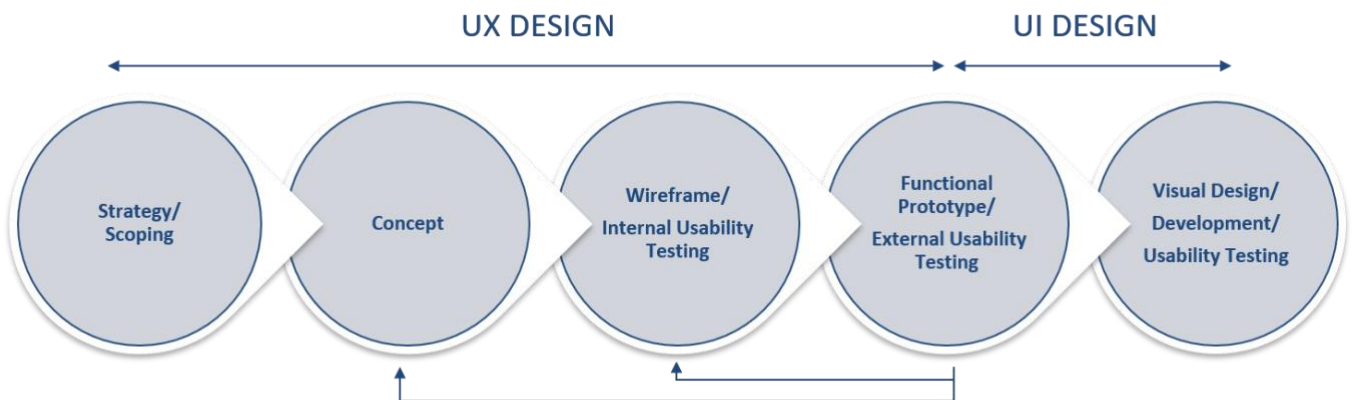 UX DESIGN
UI DESIGN
Strategy/
Scoping
Concept
Wireframe/
Internal Usability
Testing
Functional
Prototype/
External Usability
Testing
Visual Design/
Development/
Usability Testing